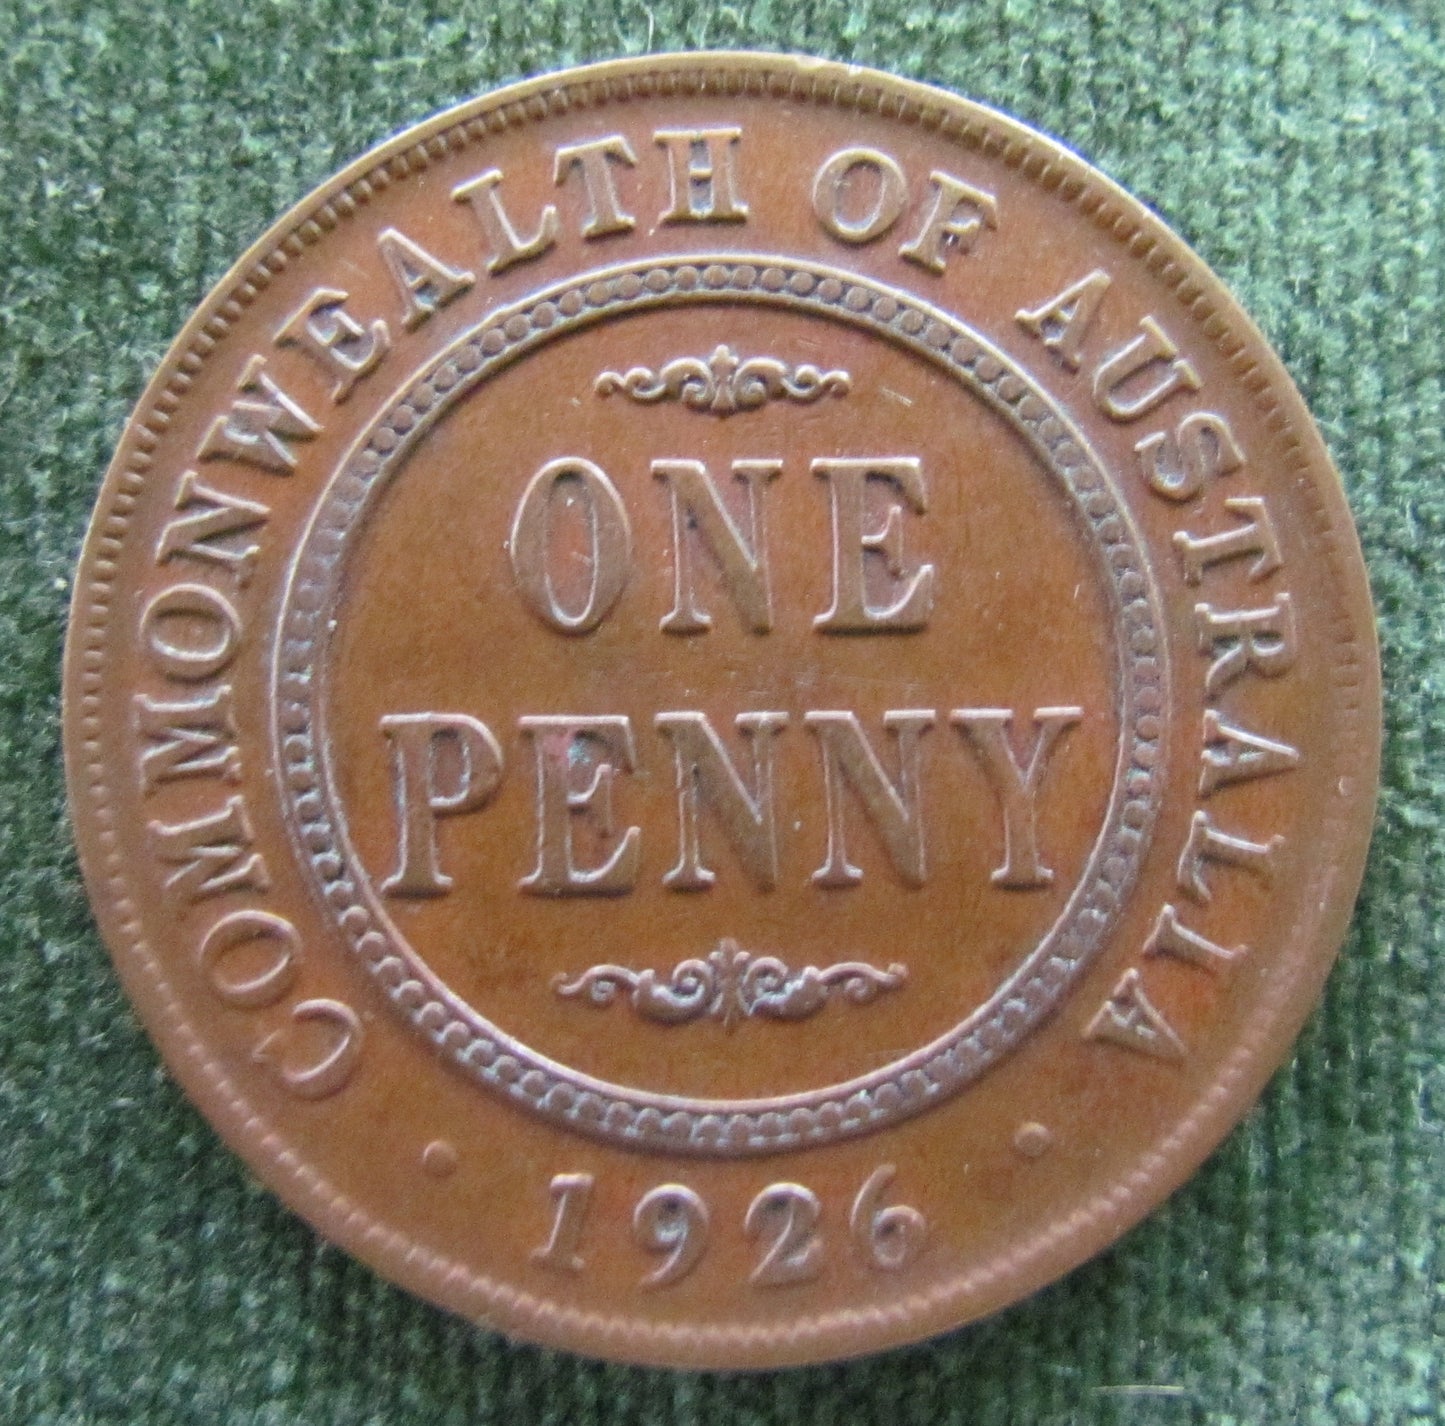 COMMONWEALTH OF AUSTRALIA
ONE
PENNY
· 1926 ·